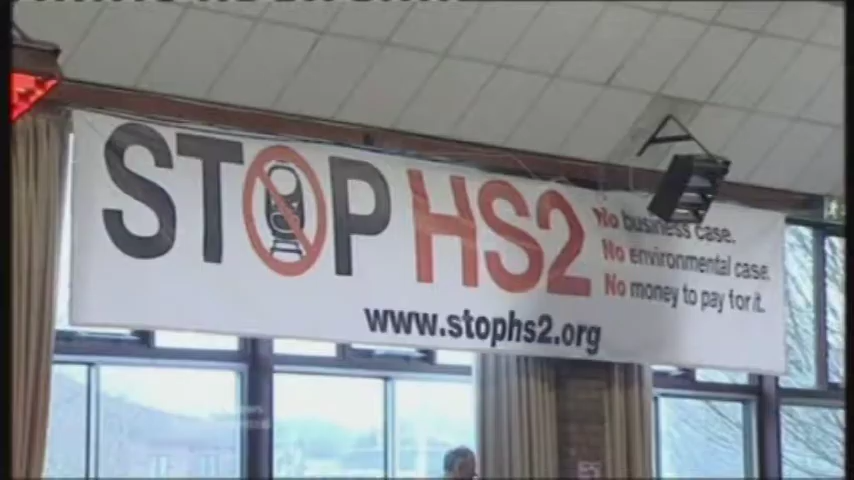 STOP HS2
No business case.
No environmental case.
No money to pay for it.
www.stophs2.org